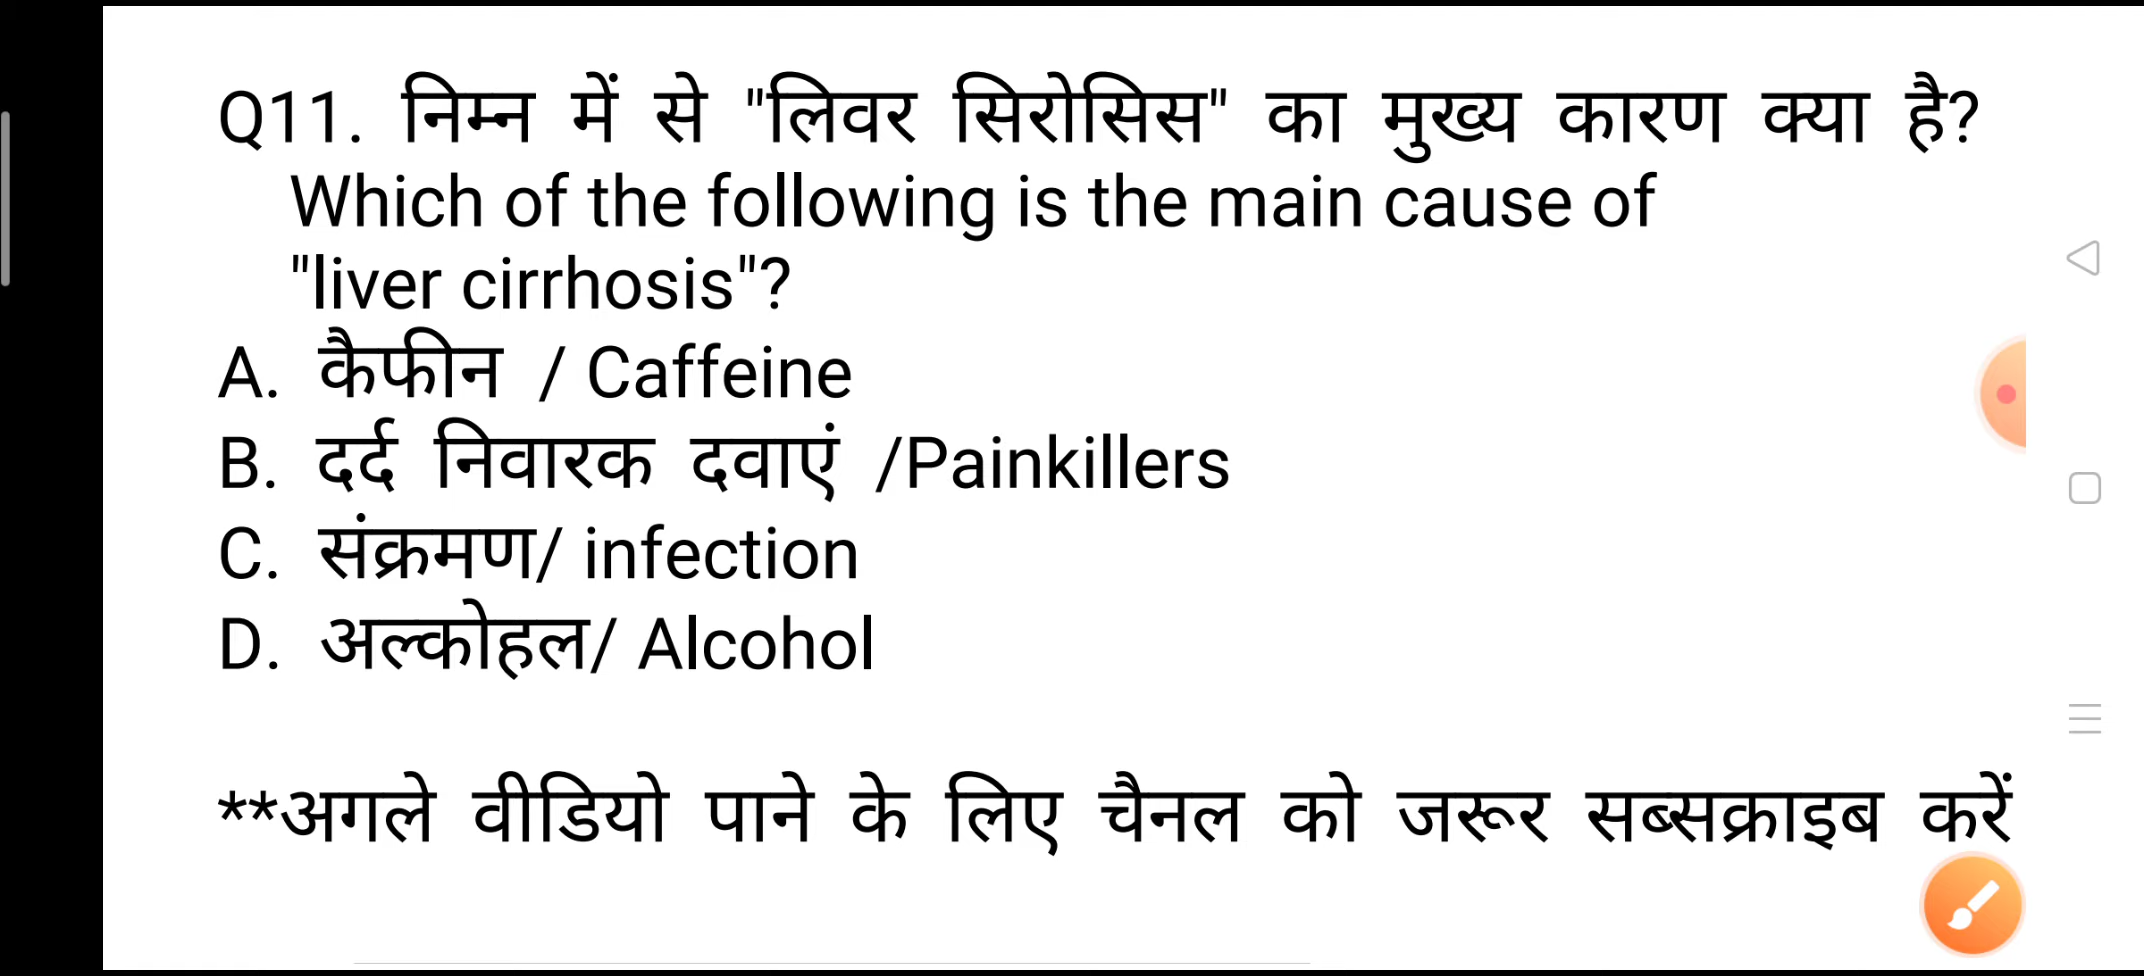 Q11. निम्न में से "लिवर सिरोसिस" का मुख्य कारण क्या है?
Which of the following is the main cause of
"liver cirrhosis"?
A. कैफीन / Caffeine
B. दर्द निवारक दवाएं /Painkillers
C. संक्रमण/ infection
D. अल्कोहल/ Alcohol
**अगले वीडियो पाने के लिए चैनल को जरूर सब्सक्राइब करें